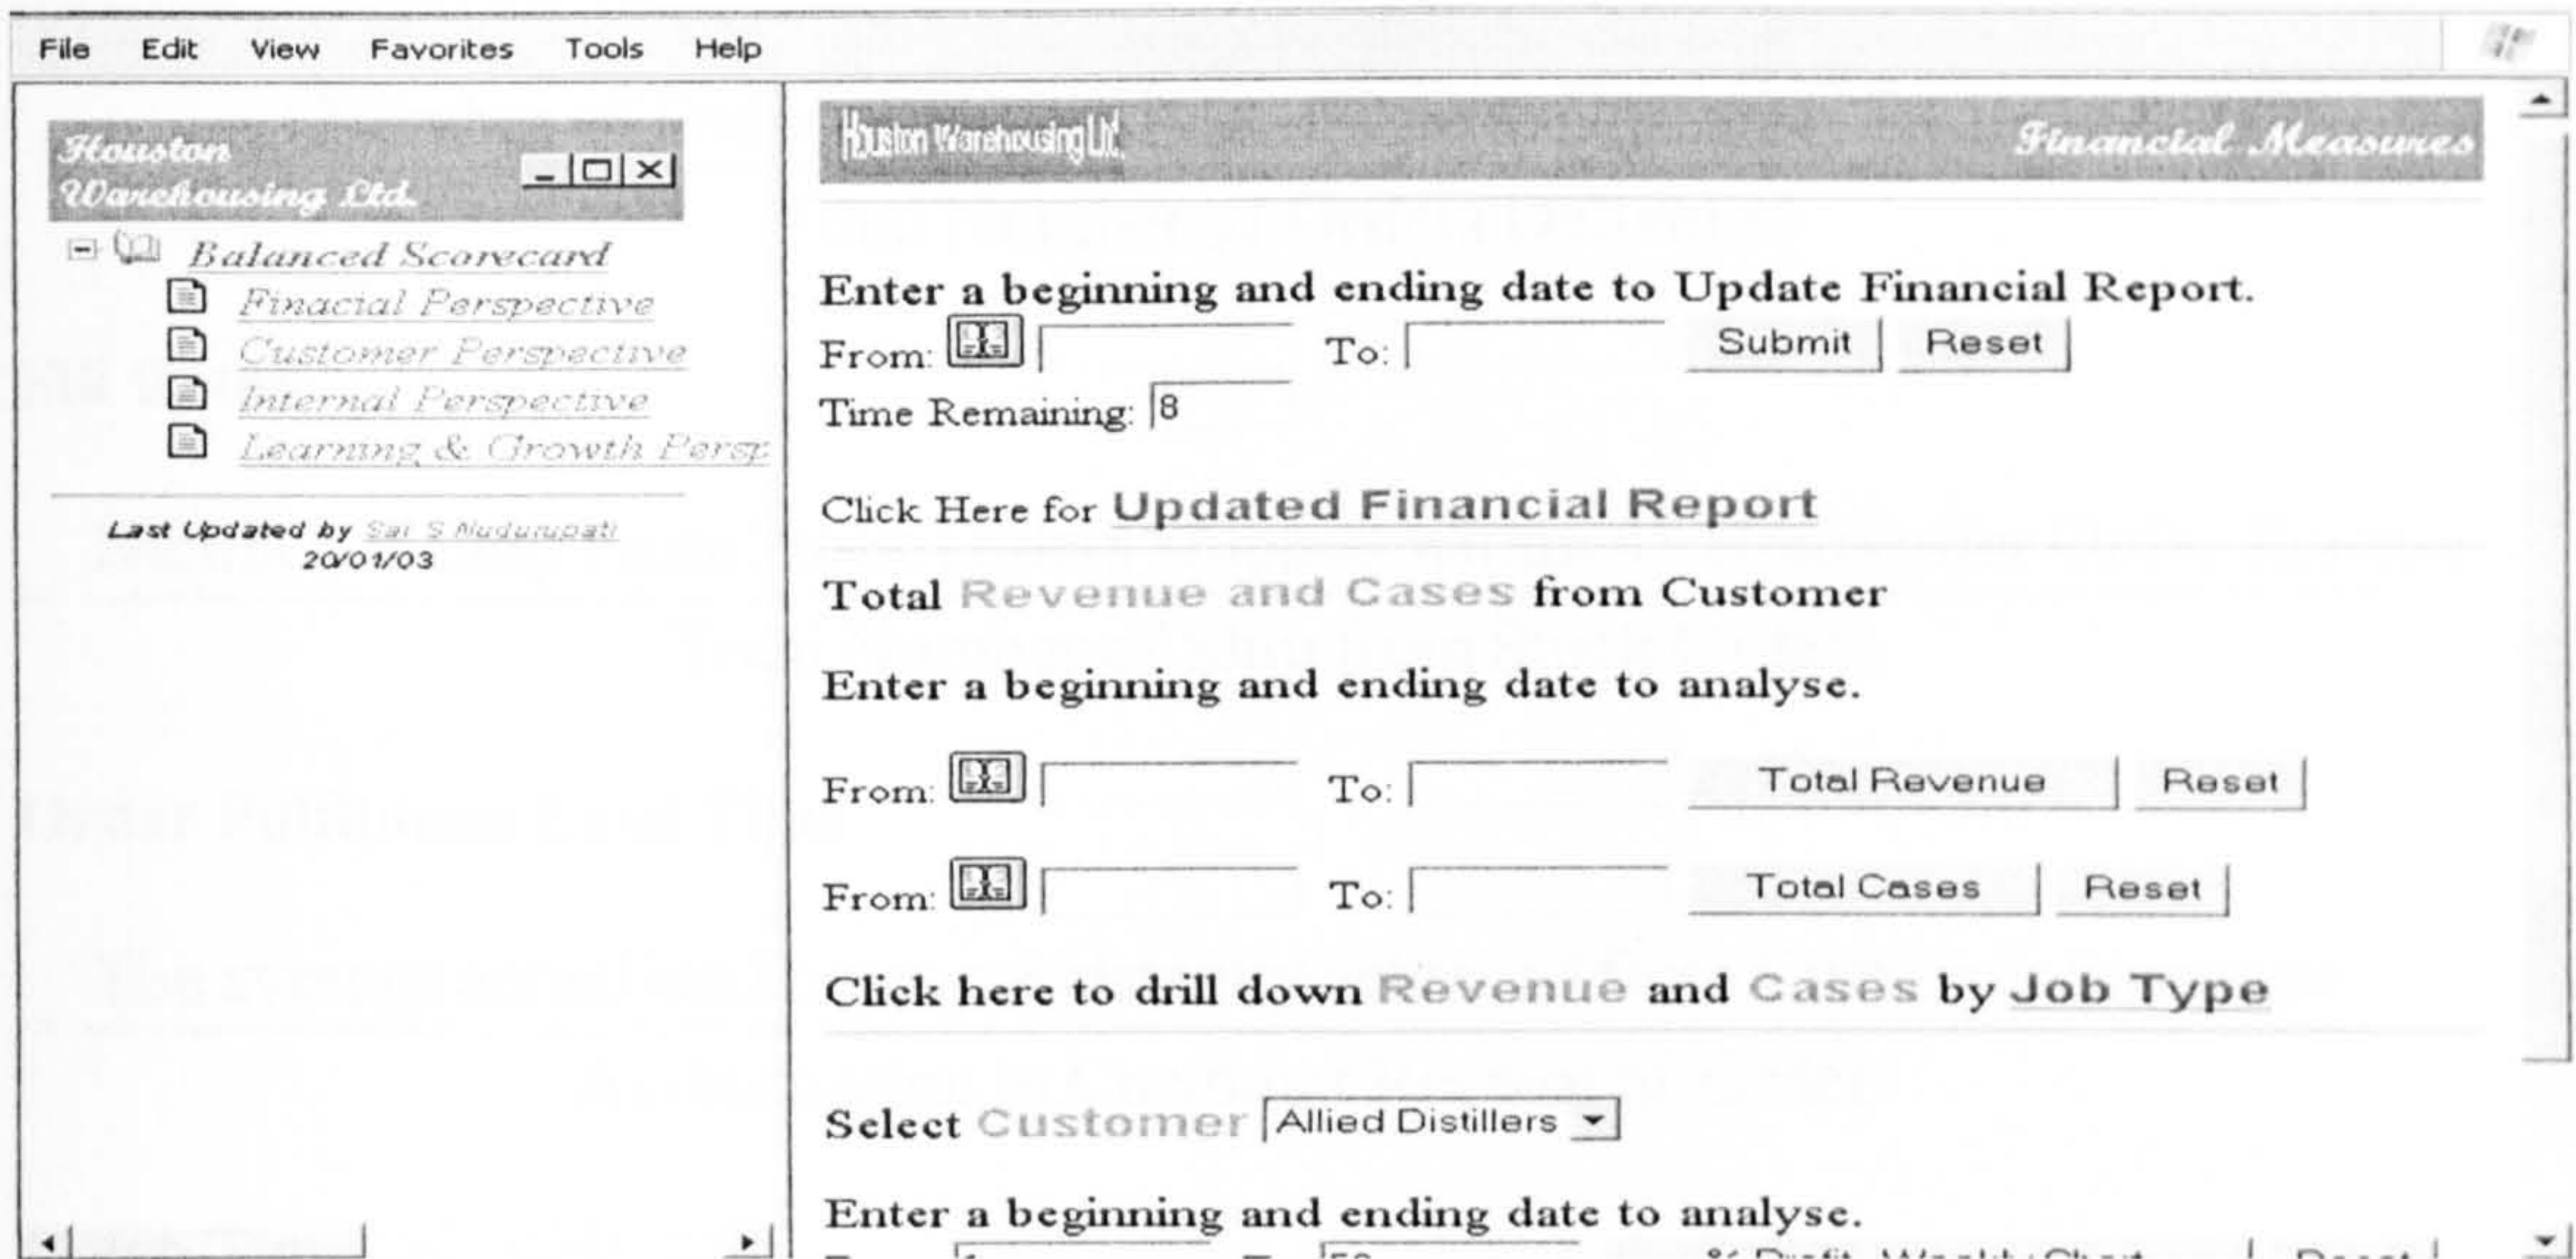 File Edit View Favorites Tools Help
Houston
Warehousing Ltd.
Balanced Scorecard
Finacial Perspective
Customer Perspective
Internal Perspective
Learning & Growth Persp
Last Updated by Sai S Nudurupati
20/01/03
Houston Warehousing Ltd. Financial Measures
Enter a beginning and ending date to Update Financial Report.
From: To: Submit Reset
Time Remaining: 8
Click Here for Updated Financial Report
Total Revenue and Cases from Customer
Enter a beginning and ending date to analyse.
From: To: Total Revenue Reset
From: To: Total Cases Reset
Click here to drill down Revenue and Cases by Job Type
Select Customer Allied Distillers
Enter a beginning and ending date to analyse.
% Profit Weekly Chart Reset